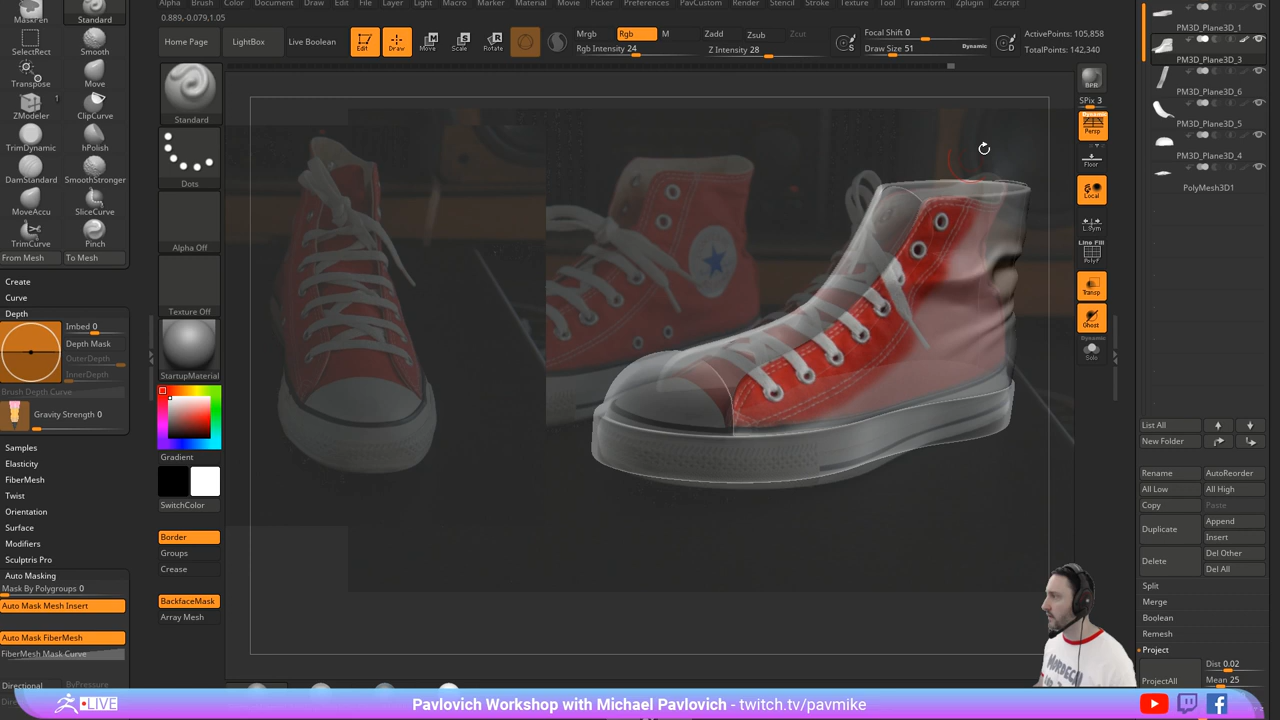 Alpha Brush Color Document Draw Edit File Layer Light Macro Marker Material Movie Picker Preferences PavCustom Render Stencil Stroke Texture Tool Transform Zplugin Zscript
0.889,-0.079,1.05
MaskPen Standard
SelectRect Smooth
Transpose Move
ZModeler 1 ClipCurve
TrimDynamic hPolish
DamStandard SmoothStronger
MoveAccu SliceCurve
TrimCurve Pinch
From Mesh To Mesh
Create
Curve
Depth
Imbed 0
Depth Mask
OuterDepth
InnerDepth
Brush Depth Curve
Gravity Strength 0
Samples
Elasticity
FiberMesh
Twist
Orientation
Surface
Modifiers
Sculptris Pro
Auto Masking
Mask By Polygroups 0
Auto Mask Mesh Insert
Auto Mask FiberMesh
FiberMesh Mask Curve
Directional ByPressure
Home Page LightBox Live Boolean
Edit Draw Move Scale Rotate
Mrgb Rgb M
Rgb Intensity 24
Zadd Zsub Zcut
Z Intensity 28
S
Focal Shift 0
Draw Size 51 Dynamic
D
ActivePoints: 105,858
TotalPoints: 142,340
Standard
Dots
Alpha Off
Texture Off
StartupMaterial
Gradient
SwitchColor
Border
Groups
Crease
BackfaceMask
Array Mesh
BPR
SPix 3
Dynamic
Persp
Floor
Local
L.Sym
Line Fill
PolyF
Transp
Ghost
Dynamic
Solo
PM3D_Plane3D_1
PM3D_Plane3D_3
PM3D_Plane3D_6
PM3D_Plane3D_5
PM3D_Plane3D_4
PolyMesh3D1
List All
New Folder
Rename AutoReorder
All Low All High
Copy Paste
Duplicate Append
Insert
Delete Del Other
Del All
Split
Merge
Boolean
Remesh
Project
ProjectAll Dist 0.02
Mean 25
LIVE
Pavlovich Workshop with Michael Pavlovich - twitch.tv/pavmike